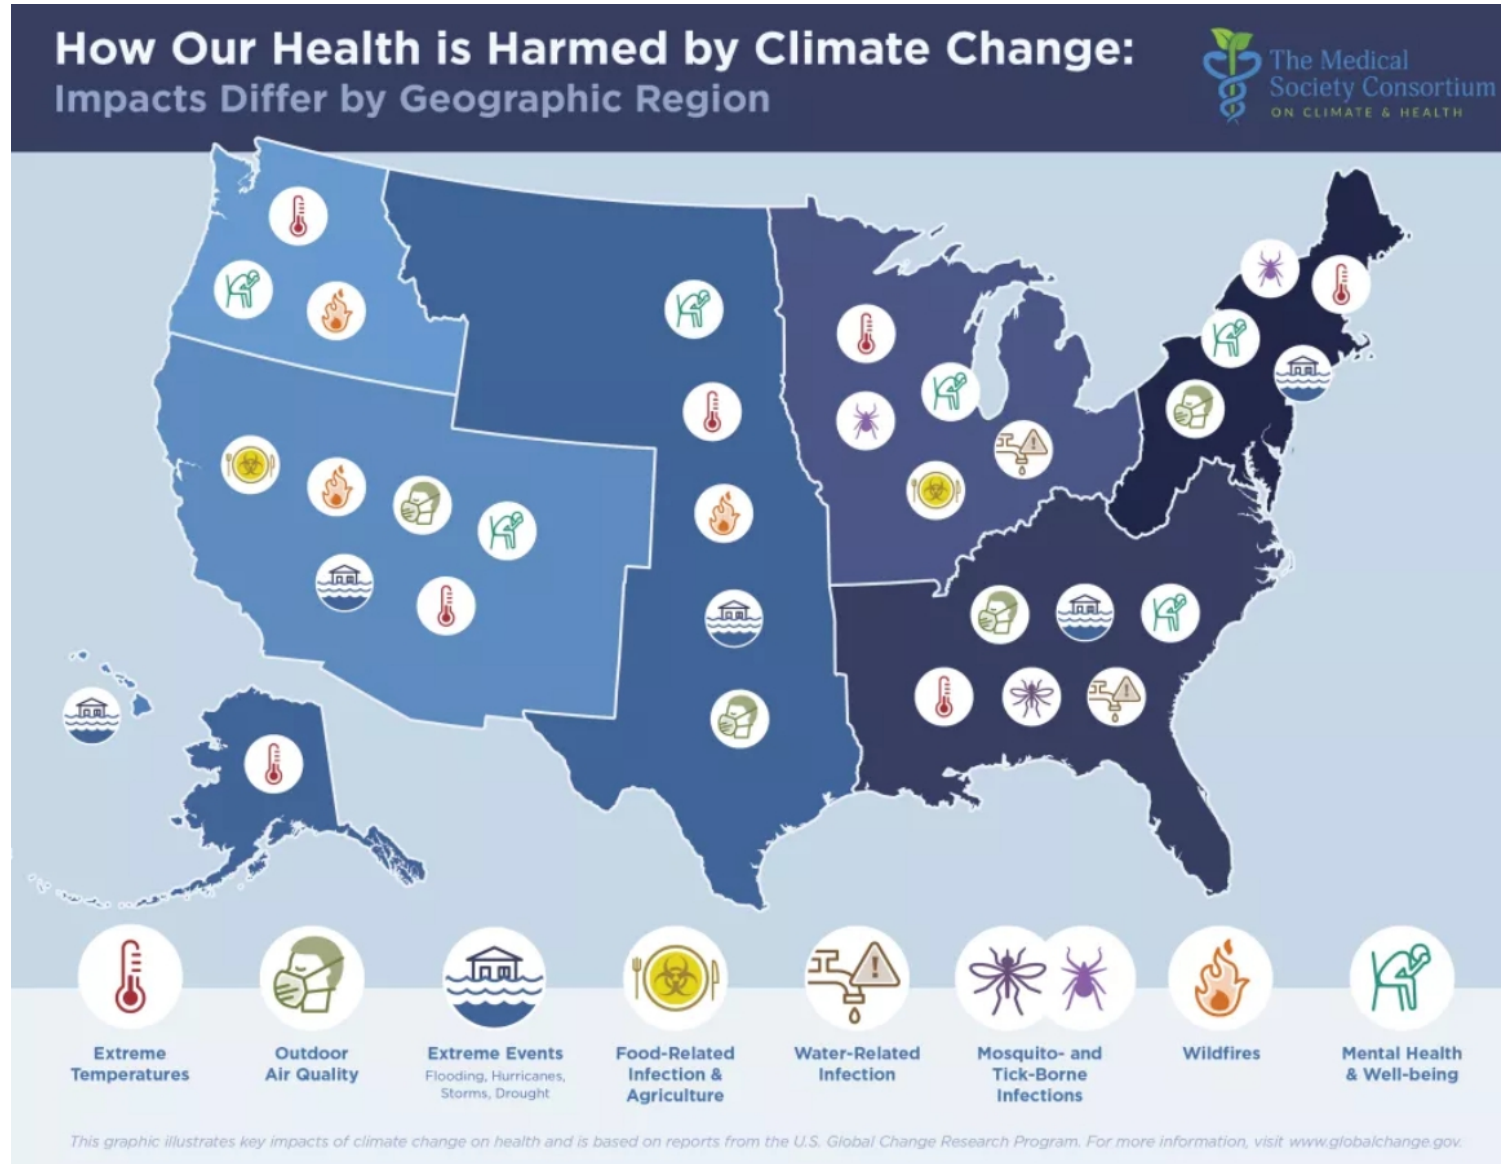 How Our Health is Harmed by Climate Change:
Impacts Differ by Geographic Region
The Medical
Society Consortium
ON CLIMATE & HEALTH
Extreme
Temperatures
Outdoor
Air Quality
Extreme Events
Flooding, Hurricanes,
Storms, Drought
Food-Related
Infection &
Agriculture
Water-Related
Infection
Mosquito- and
Tick-Borne
Infections
Wildfires
Mental Health
& Well-being
This graphic illustrates key impacts of climate change on health and is based on reports from the U.S. Global Change Research Program. For more information, visit www.globalchange.gov.